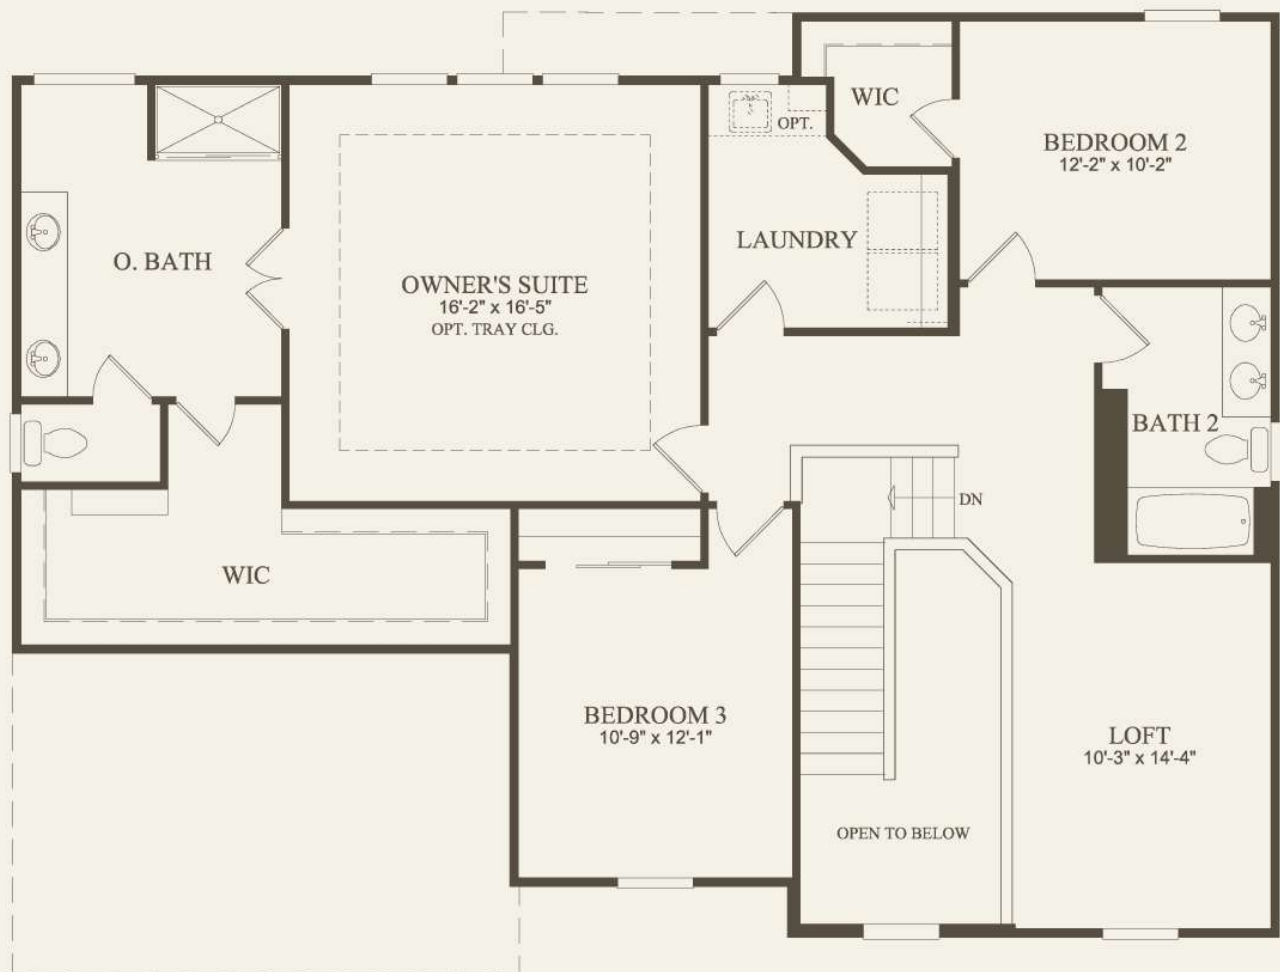 WIC
OPT.
BEDROOM 2
12'-2" x 10'-2"
LAUNDRY
O. BATH
OWNER'S SUITE
16'-2" x 16'-5"
OPT. TRAY CLG.
BATH 2
DN
WIC
BEDROOM 3
10'-9" x 12'-1"
LOFT
10'-3" x 14'-4"
OPEN TO BELOW